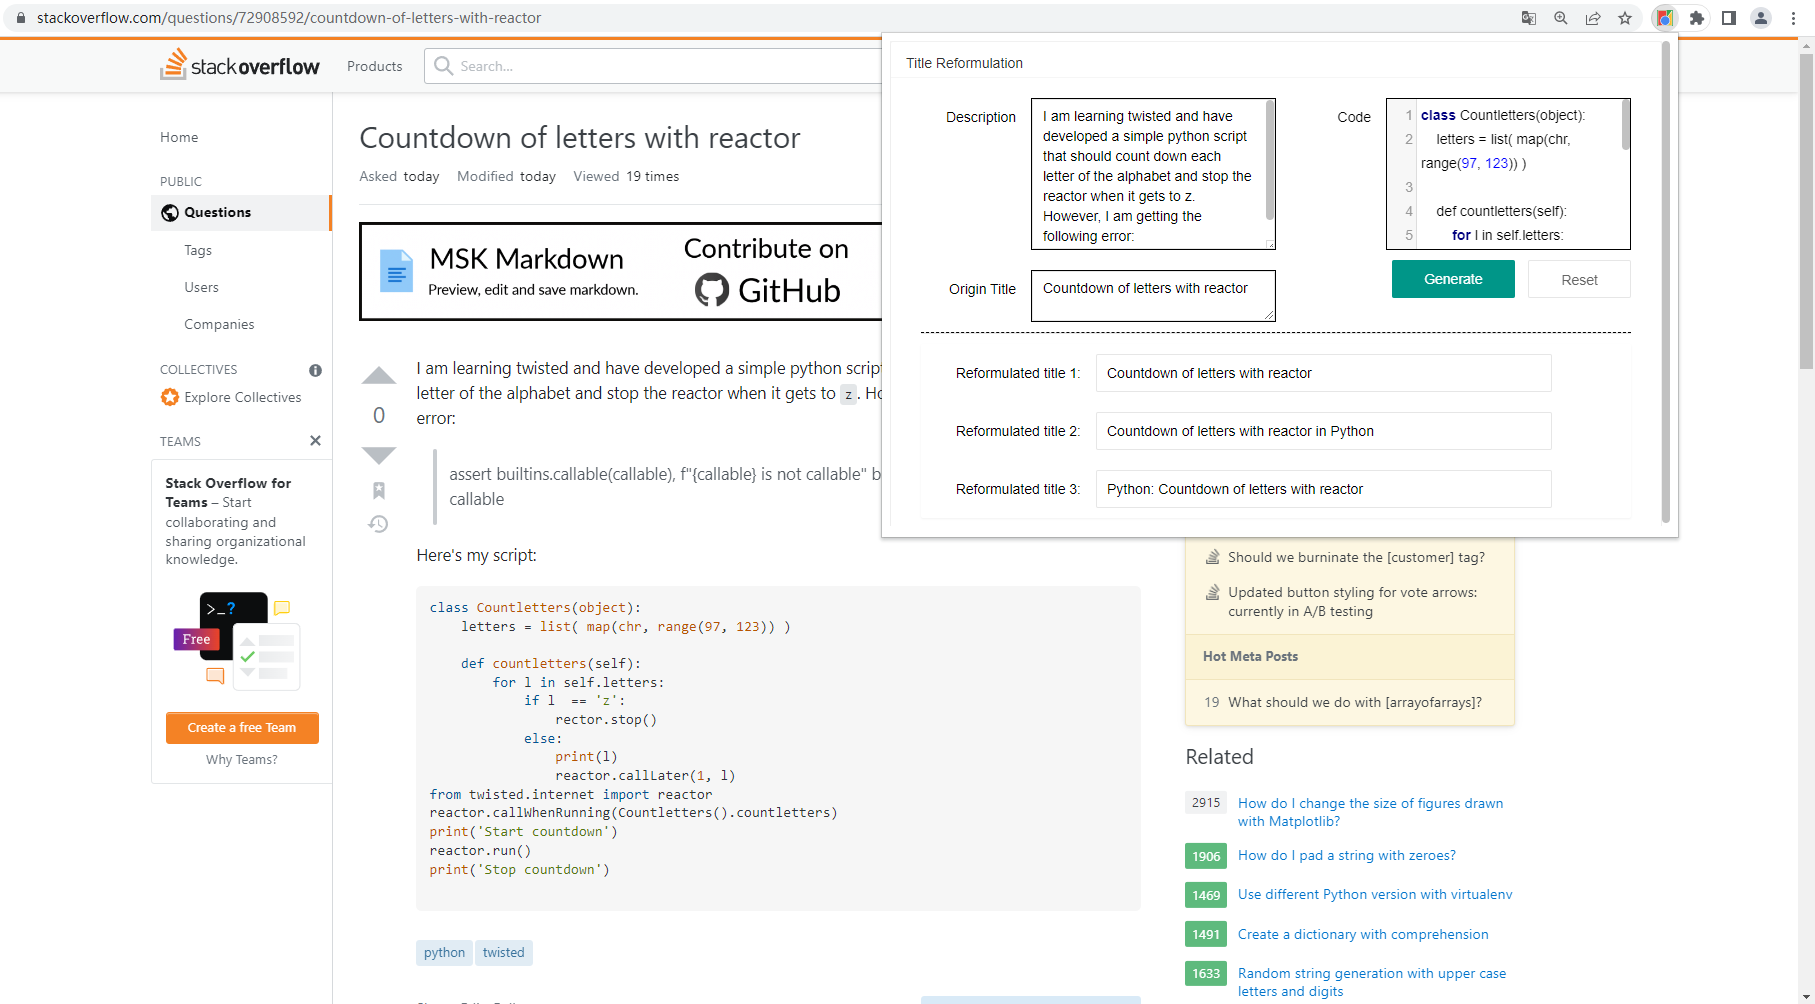 stackoverflow.com/questions/72908592/countdown-of-letters-with-reactor
stackoverflow
Products
Search...
Home
PUBLIC
Questions
Tags
Users
Companies
COLLECTIVES
Explore Collectives
TEAMS
Stack Overflow for
Teams – Start
collaborating and
sharing organizational
knowledge.
>_?
Free
Create a free Team
Why Teams?
Countdown of letters with reactor
Asked today Modified today Viewed 19 times
MSK Markdown
Preview, edit and save markdown.
Contribute on
GitHub
0
I am learning twisted and have developed a simple python scrip
letter of the alphabet and stop the reactor when it gets to z. Ho
error:
assert builtins.callable(callable), f"{callable} is not callable" b
callable
Here's my script:
class Countletters(object):
letters = list( map(chr, range(97, 123)) )
def countletters(self):
for l in self.letters:
if l  == 'z':
rector.stop()
else:
print(l)
reactor.callLater(1, l)
from twisted.internet import reactor
reactor.callWhenRunning(Countletters().countletters)
print('Start countdown')
reactor.run()
print('Stop countdown')
python twisted
Title Reformulation
Description
I am learning twisted and have
developed a simple python script
that should count down each
letter of the alphabet and stop the
reactor when it gets to z.
However, I am getting the
following error:
Code
1 class Countletters(object):
2 letters = list( map(chr,
range(97, 123)) )
3
4 def countletters(self):
5 for l in self.letters:
Origin Title
Countdown of letters with reactor
Generate
Reset
Reformulated title 1: Countdown of letters with reactor
Reformulated title 2: Countdown of letters with reactor in Python
Reformulated title 3: Python: Countdown of letters with reactor
Should we burninate the [customer] tag?
Updated button styling for vote arrows:
currently in A/B testing
Hot Meta Posts
19 What should we do with [arrayofarrays]?
Related
2915 How do I change the size of figures drawn
with Matplotlib?
1906 How do I pad a string with zeroes?
1469 Use different Python version with virtualenv
1491 Create a dictionary with comprehension
1633 Random string generation with upper case
letters and digits